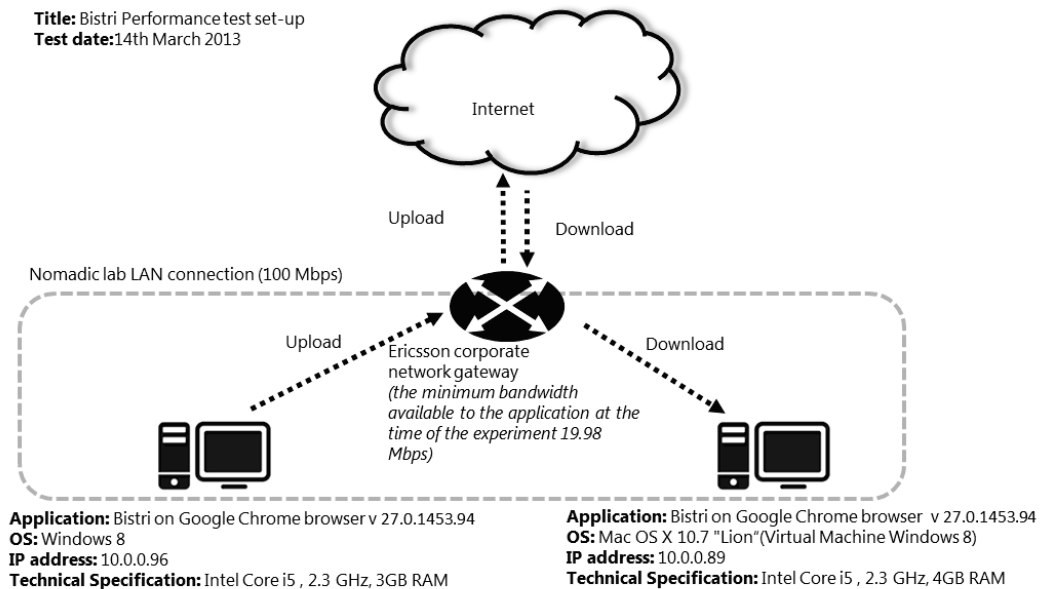 Title: Bistri Performance test set-up
Test date:14th March 2013
Internet
Upload
Download
Nomadic lab LAN connection (100 Mbps)
Upload
Download
Ericsson corporate
network gateway
(the minimum bandwidth
available to the application at the
time of the experiment 19.98
Mbps)
Application: Bistri on Google Chrome browser v 27.0.1453.94
OS: Windows 8
IP address: 10.0.0.96
Technical Specification: Intel Core i5 , 2.3 GHz, 3GB RAM
Application: Bistri on Google Chrome browser v 27.0.1453.94
OS: Mac OS X 10.7 "Lion“(Virtual Machine Windows 8)
IP address: 10.0.0.89
Technical Specification: Intel Core i5 , 2.3 GHz, 4GB RAM